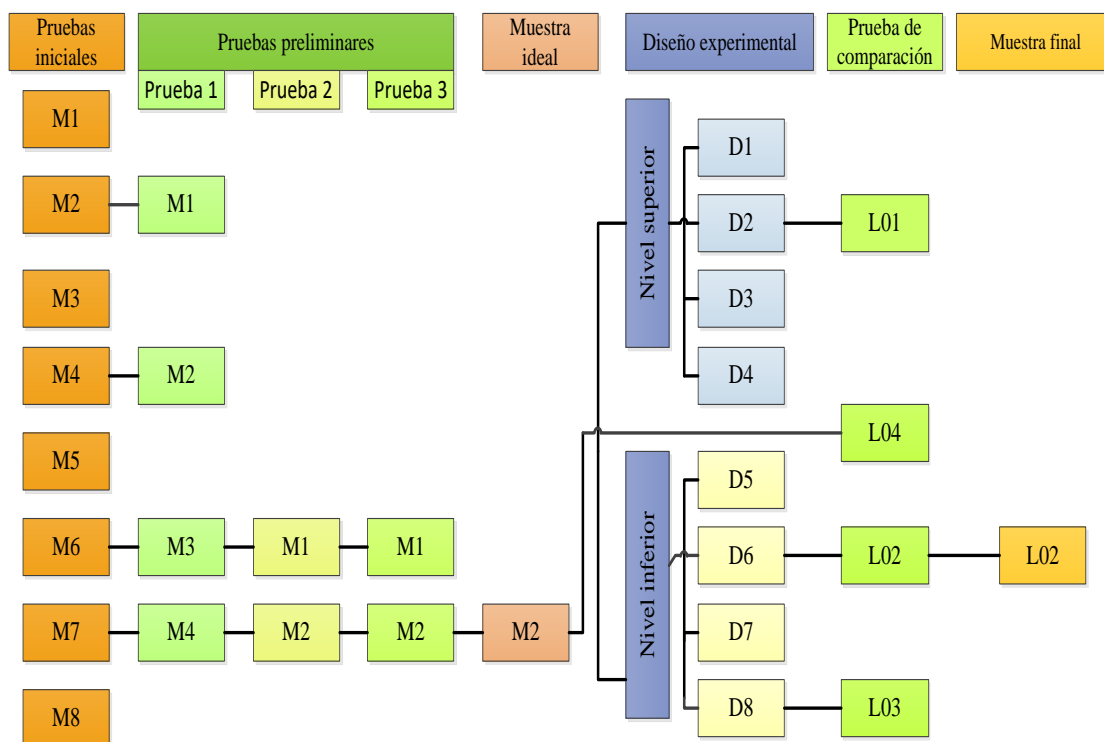 Pruebas
iniciales
Pruebas preliminares
Muestra
ideal
Diseño experimental
Prueba de
comparación
Muestra final
Prueba 1
Prueba 2
Prueba 3
M1
M2
M1
M3
M4
M2
M5
M6
M3
M1
M1
M7
M4
M2
M2
M2
M8
Nivel superior
D1
D2
L01
D3
D4
L04
Nivel inferior
D5
D6
L02
L02
D7
D8
L03